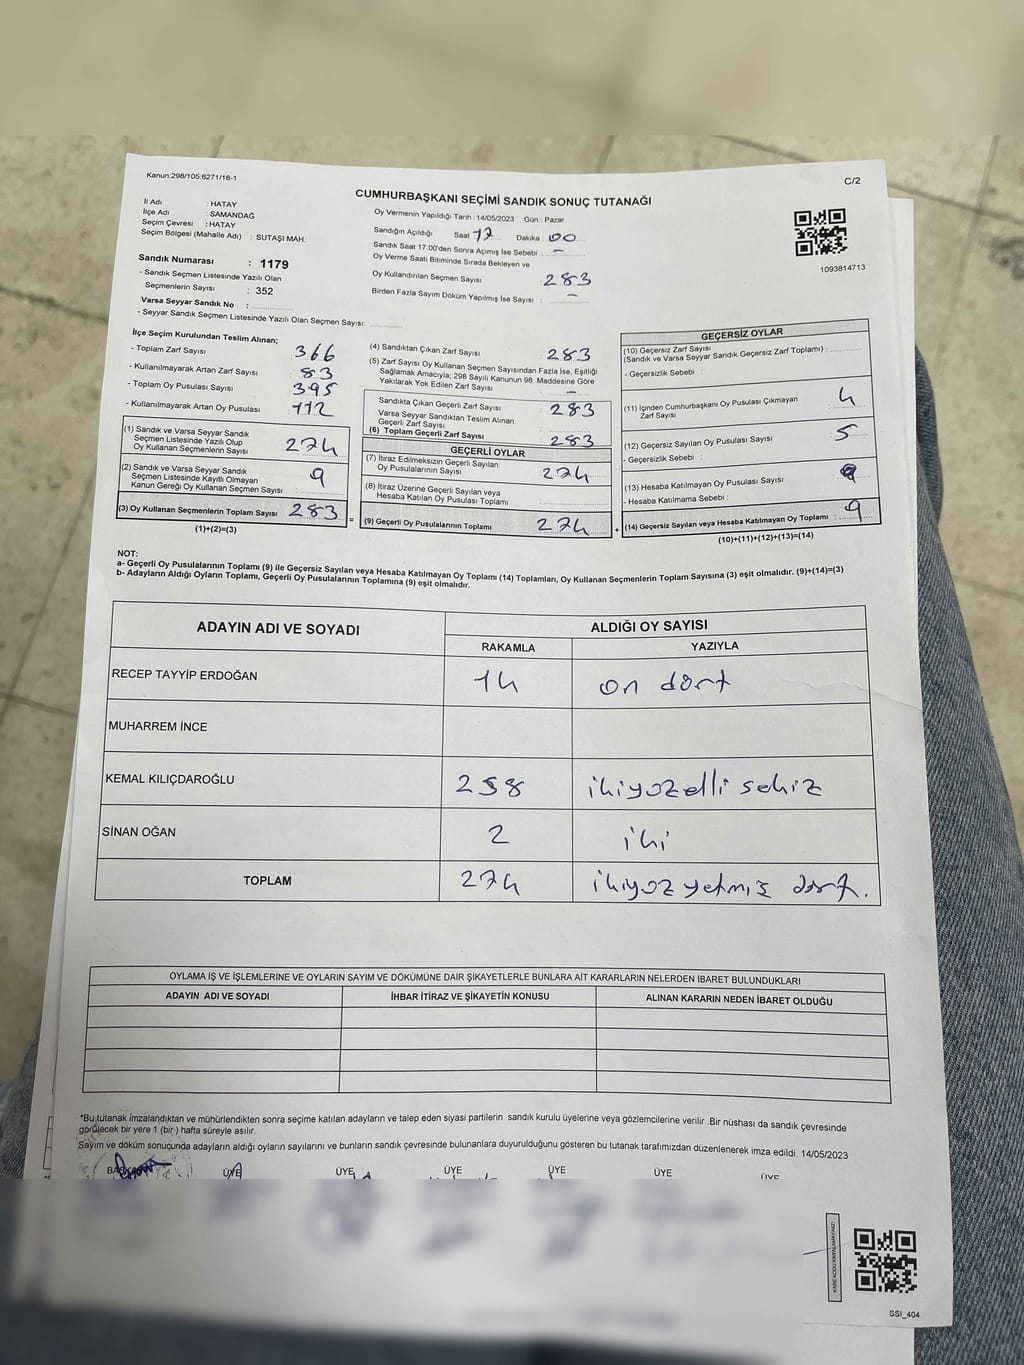 Kanun:298/105;6271/18-1
C/2
CUMHURBAŞKANI SEÇİMİ SANDIK SONUÇ TUTANAĞI
İl Adı : HATAY
İlçe Adı : SAMANDAĞ
Seçim Çevresi : HATAY
Seçim Bölgesi (Mahalle Adı) : SUTAŞI MAH.
Sandık Numarası : 1179
- Sandık Seçmen Listesinde Yazılı Olan
Seçmenlerin Sayısı : 352
Varsa Seyyar Sandık No :
- Seyyar Sandık Seçmen Listesinde Yazılı Olan Seçmen Sayısı:
Oy Vermenin Yapıldığı Tarih : 14/05/2023 Gün : Pazar
Sandığın Açıldığı Saat 17 Dakika : 00
Sandık Saat 17.00'den Sonra Açımış İse Sebebi : -
Oy Verme Saati Bitiminde Sırada Bekleyen ve
Oy Kullandırılan Seçmen Sayısı 283
Birden Fazla Sayım Döküm Yapılmış İse Sayısı : -
1093814713
İlçe Seçim Kurulundan Teslim Alınan;
- Toplam Zarf Sayısı 366
- Kullanılmayarak Artan Zarf Sayısı 83
- Toplam Oy Pusulası Sayısı 395
- Kullanılmayarak Artan Oy Pusulası 112
(1) Sandık ve Varsa Seyyar Sandık
Seçmen Listesinde Yazılı Olup
Oy Kullanan Seçmenlerin Sayısı 274
(2) Sandık ve Varsa Seyyar Sandık
Seçmen Listesinde Kayıtlı Olmayan
Kanun Gereği Oy Kullanan Seçmen Sayısı : 9
(3) Oy Kullanan Seçmenlerin Toplam Sayısı 283
(1)+(2)=(3)
=
(4) Sandıktan Çıkan Zarf Sayısı 283
(5) Zarf Sayısı Oy Kullanan Seçmen Sayısından Fazla İse, Eşitliği
Sağlamak Amacıyla; 298 Sayılı Kanunun 98. Maddesine Göre
Yakılarak Yok Edilen Zarf Sayısı -
Sandıkta Çıkan Geçerli Zarf Sayısı 283
Varsa Seyyar Sandıktan Teslim Alınan
Geçerli Zarf Sayısı
(6) Toplam Geçerli Zarf Sayısı 283
GEÇERLİ OYLAR
(7) İtiraz Edilmeksizin Geçerli Sayılan
Oy Pusulalarının Sayısı 274
(8) İtiraz Üzerine Geçerli Sayılan veya
Hesaba Katılan Oy Pusulası Toplamı
(9) Geçerli Oy Pusulalarının Toplamı 274
+
GEÇERSİZ OYLAR
(10) Geçersiz Zarf Sayısı
(Sandık ve Varsa Seyyar Sandık Geçersiz Zarf Toplamı) :
- Geçersizlik Sebebi :
(11) İçinden Cumhurbaşkanı Oy Pusulası Çıkmayan
Zarf Sayısı 4
(12) Geçersiz Sayılan Oy Pusulası Sayısı 5
- Geçersizlik Sebebi :
(13) Hesaba Katılmayan Oy Pusulası Sayısı
- Hesaba Katılmama Sebebi :
(14) Geçersiz Sayılan veya Hesaba Katılmayan Oy Toplamı : 9
(10)+(11)+(12)+(13)=(14)
NOT:
a- Geçerli Oy Pusulalarının Toplamı (9) ile Geçersiz Sayılan veya Hesaba Katılmayan Oy Toplamı (14) Toplamları, Oy Kullanan Seçmenlerin Toplam Sayısına (3) eşit olmalıdır. (9)+(14)=(3)
b- Adayların Aldığı Oyların Toplamı, Geçerli Oy Pusulalarının Toplamına (9) eşit olmalıdır.
ADAYIN ADI VE SOYADI
ALDIĞI OY SAYISI
RAKAMLA YAZIYLA
RECEP TAYYİP ERDOĞAN 14 on dört
MUHARREM İNCE
KEMAL KILIÇDAROĞLU 258 ikiyüzelli sekiz
SİNAN OĞAN 2 iki
TOPLAM 274 ikiyüz yetmiş dört.
OYLAMA İŞ VE İŞLEMLERİNE VE OYLARIN SAYIM VE DÖKÜMÜNE DAİR ŞİKAYETLERLE BUNLARA AİT KARARLARIN NELERDEN İBARET BULUNDUKLARI
ADAYIN ADI VE SOYADI İHBAR İTİRAZ VE ŞİKAYETİN KONUSU ALINAN KARARIN NEDEN İBARET OLDUĞU
*Bu tutanak imzalandıktan ve mühürlendikten sonra seçime katılan adayların ve talep eden siyasi partilerin sandık kurulu üyelerine veya gözlemcilerine verilir .Bir nüshası da sandık çevresinde
görülecek bir yere 1 (bir) hafta süreyle asılır.
Sayım ve döküm sonucunda adayların aldığı oyların sayılarını ve bunların sandık çevresinde bulunanlara duyurulduğunu gösteren bu tutanak tarafımızdan düzenlenerek imza edildi. 14/05/2023
ÜYE ÜYE ÜYE ÜYE ÜYE ÜYE
KARE KODU KARALAMAYINIZ!
SSI_404